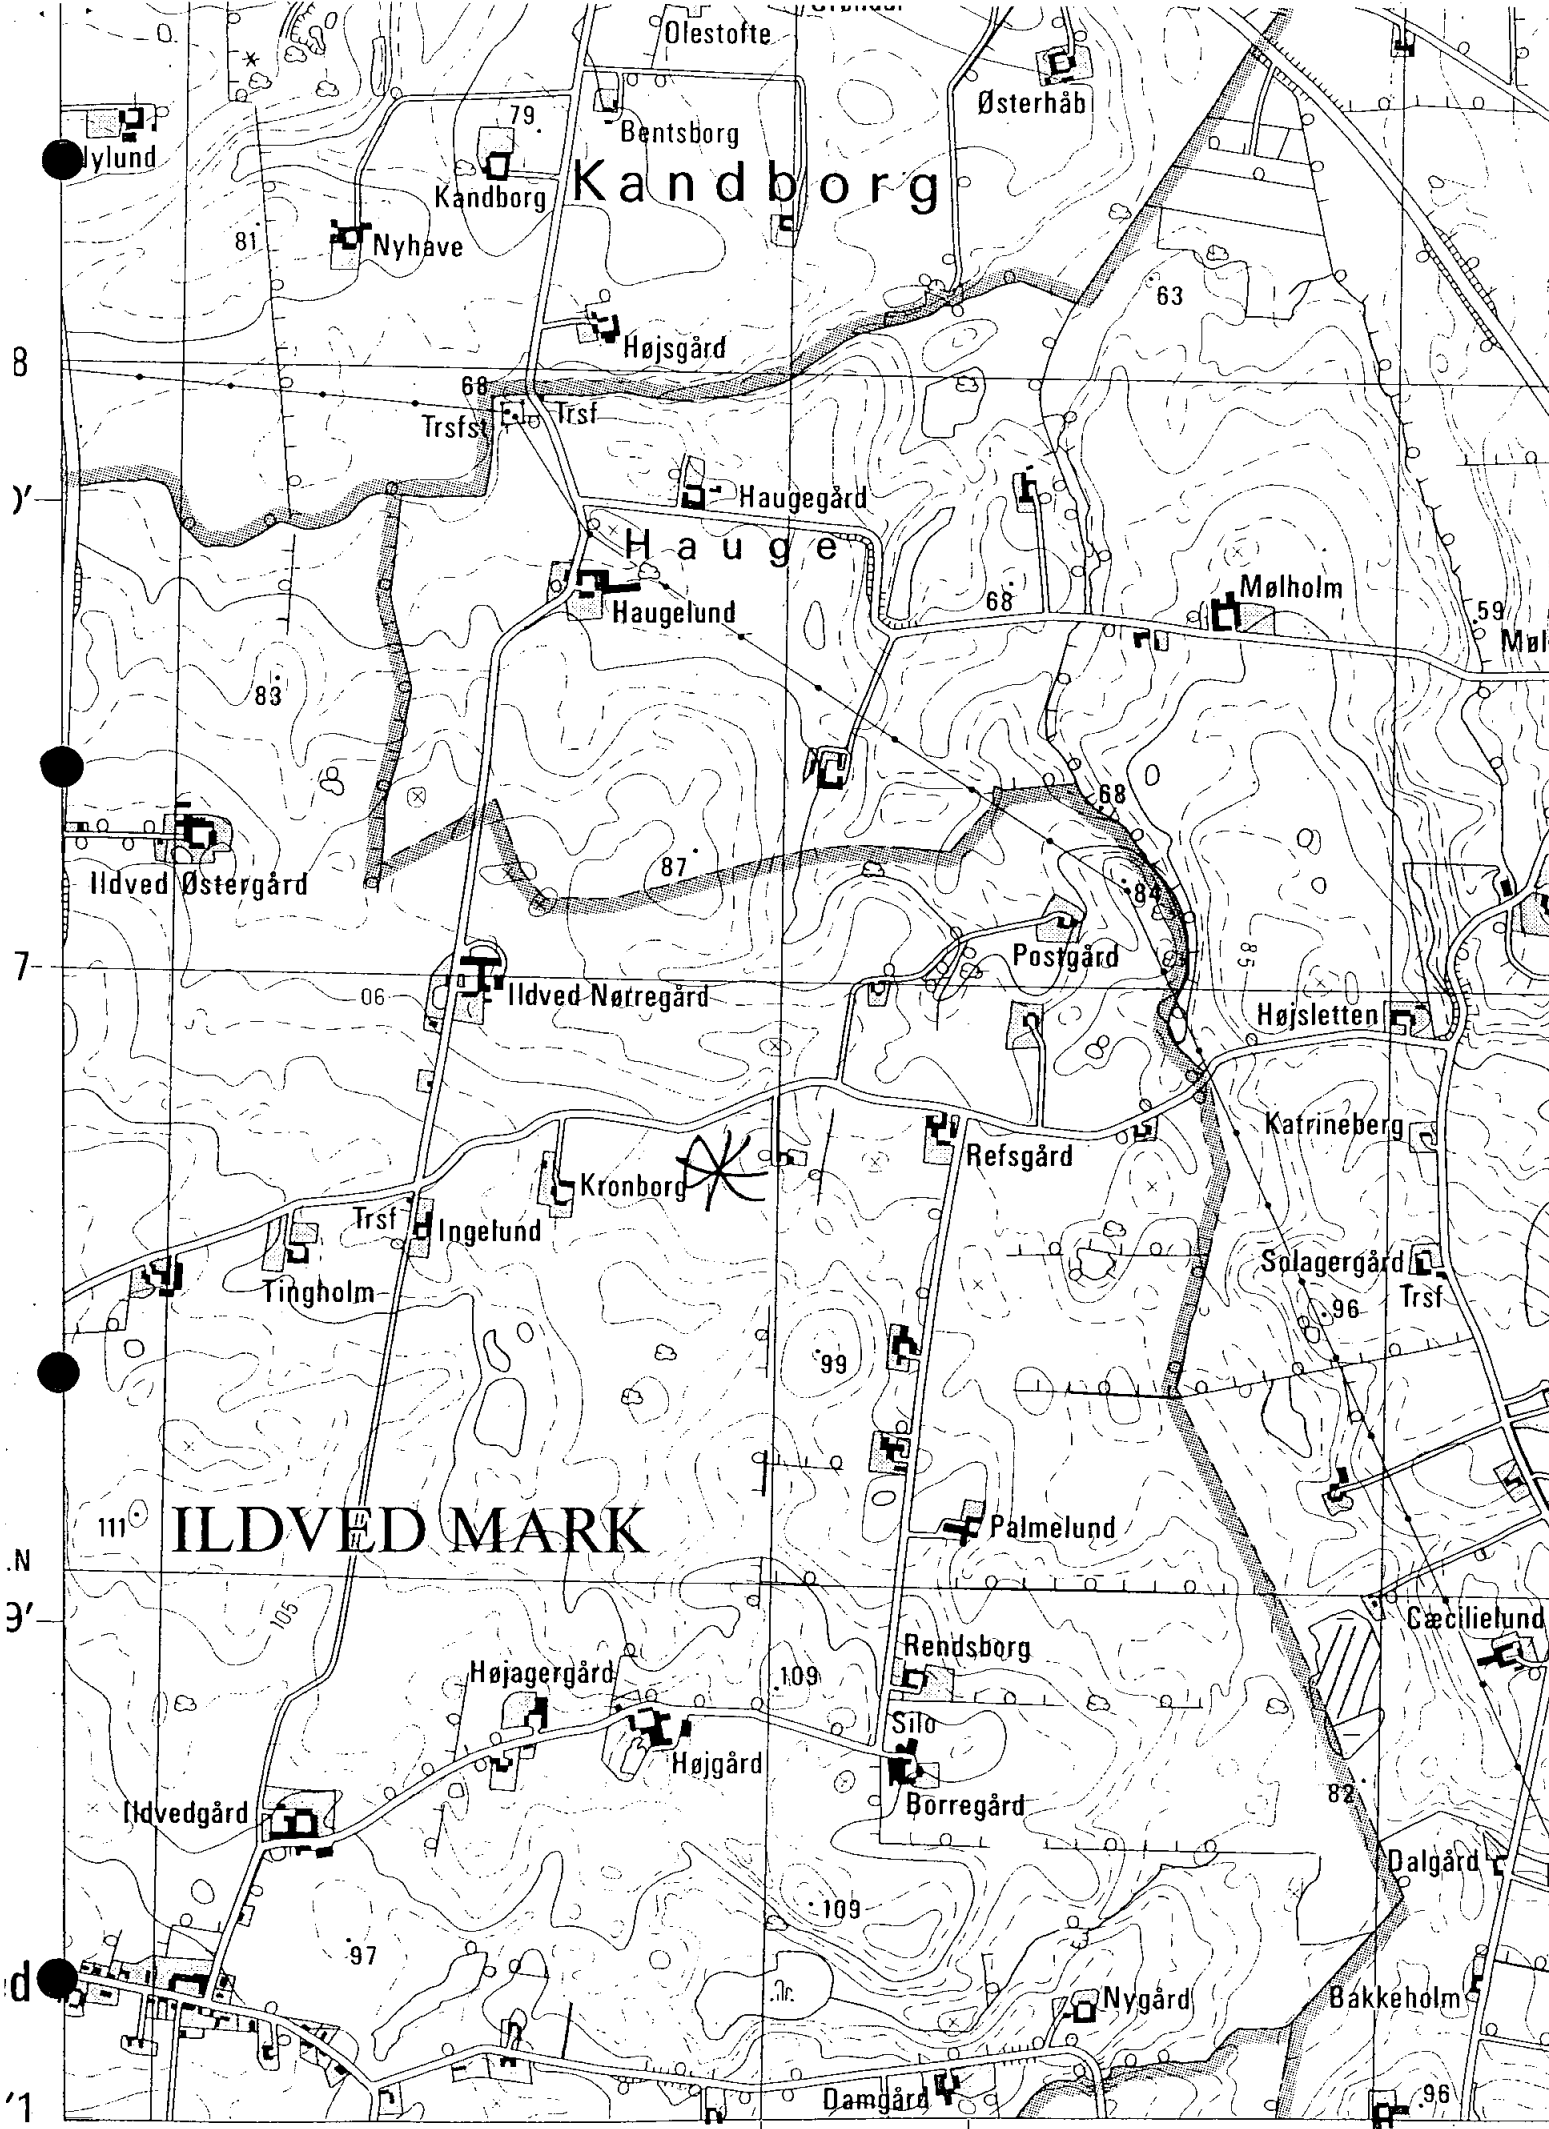 Olestofte
Østerhåb
79
Bentsborg
Kandborg
Kandborg
81
Nyhave
63
Højsgård
8
68
Trsfst
Trsf
Haugegård
Hauge
68
Mølholm
59
Haugelund
83
68
87
84
Ildved Østergård
Postgård
85
7
06
Ildved Nørregård
Højsletten
Katrineberg
Refsgård
Kronborg
Trsf
Ingelund
Tingholm
Solagergård
Trsf
96
99
111
ILDVED MARK
Palmelund
.N
9'
105
Cæcilielund
Rendsborg
Højagergård
109
Silo
Højgård
Borregård
82
Ildvedgård
Dalgård
109
97
Nygård
Bakkeholm
Damgård
96